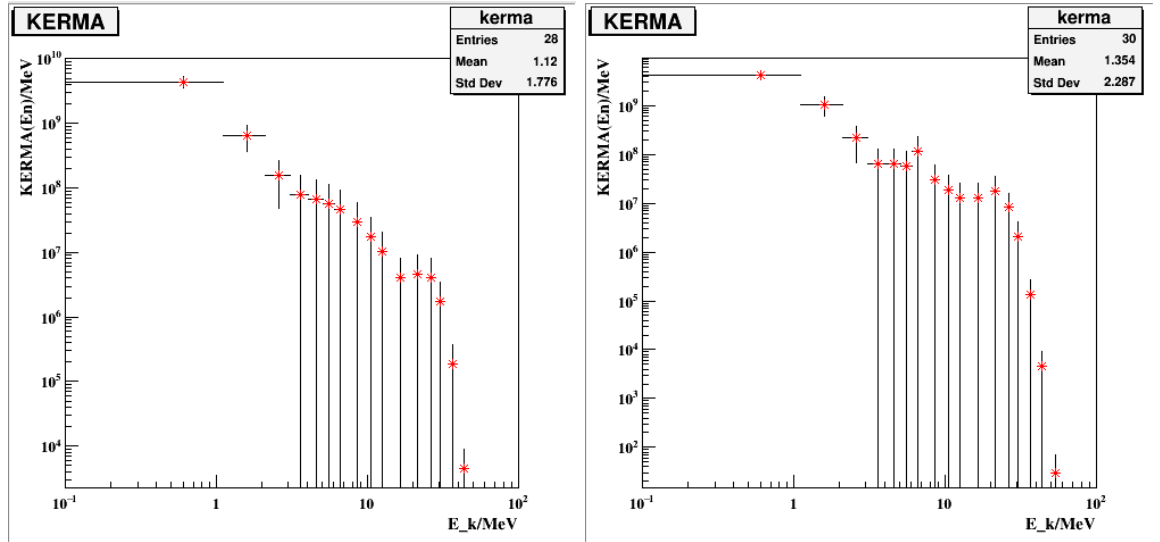 KERMA
kerma
Entries 28
Mean 1.12
Std Dev 1.776
KERMA(En)/MeV
10^10
10^9
10^8
10^7
10^6
10^5
10^4
10^-1
1
10
10^2
E_k/MeV
KERMA
kerma
Entries 30
Mean 1.354
Std Dev 2.287
KERMA(En)/MeV
10^9
10^8
10^7
10^6
10^5
10^4
10^3
10^2
10^-1
1
10
10^2
E_k/MeV